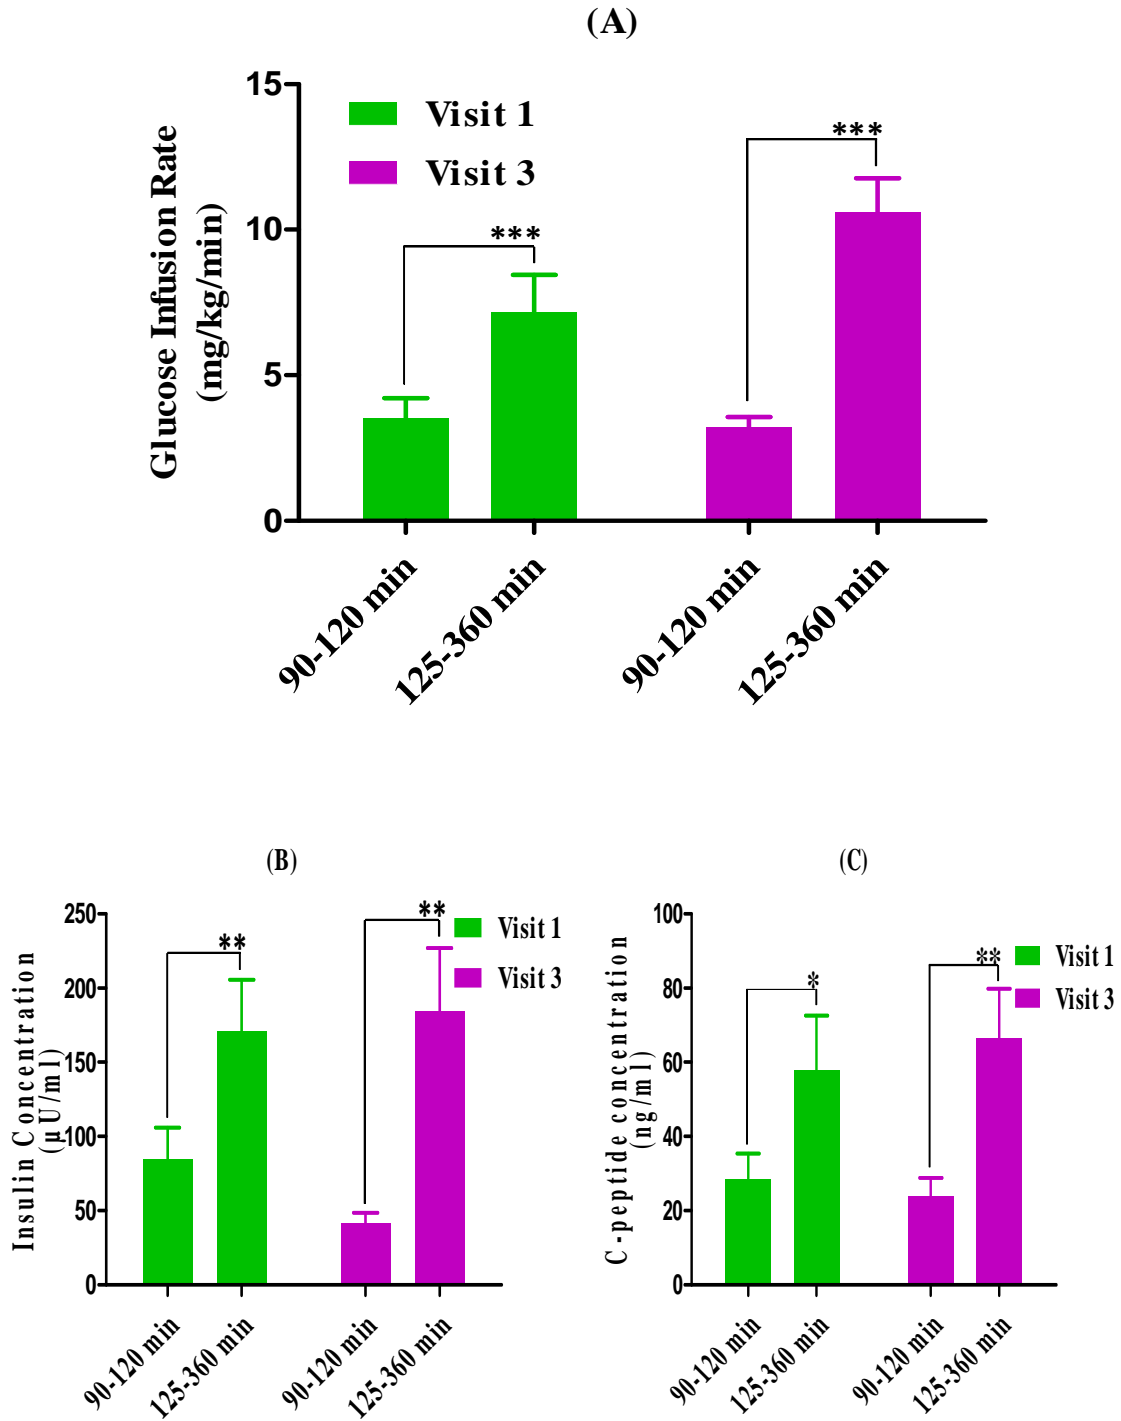 (A)
Glucose Infusion Rate
(mg/kg/min)
15
10
5
0
Visit 1
Visit 3
***
***
90-120 min
125-360 min
90-120 min
125-360 min
(B)
Insulin Concentration
(µU/ml)
250
200
150
100
50
0
**
**
Visit 1
Visit 3
90-120 min
125-360 min
90-120 min
125-360 min
(C)
C-peptide concentration
(ng/ml)
100
80
60
40
20
0
*
**
Visit 1
Visit 3
90-120 min
125-360 min
90-120 min
125-360 min